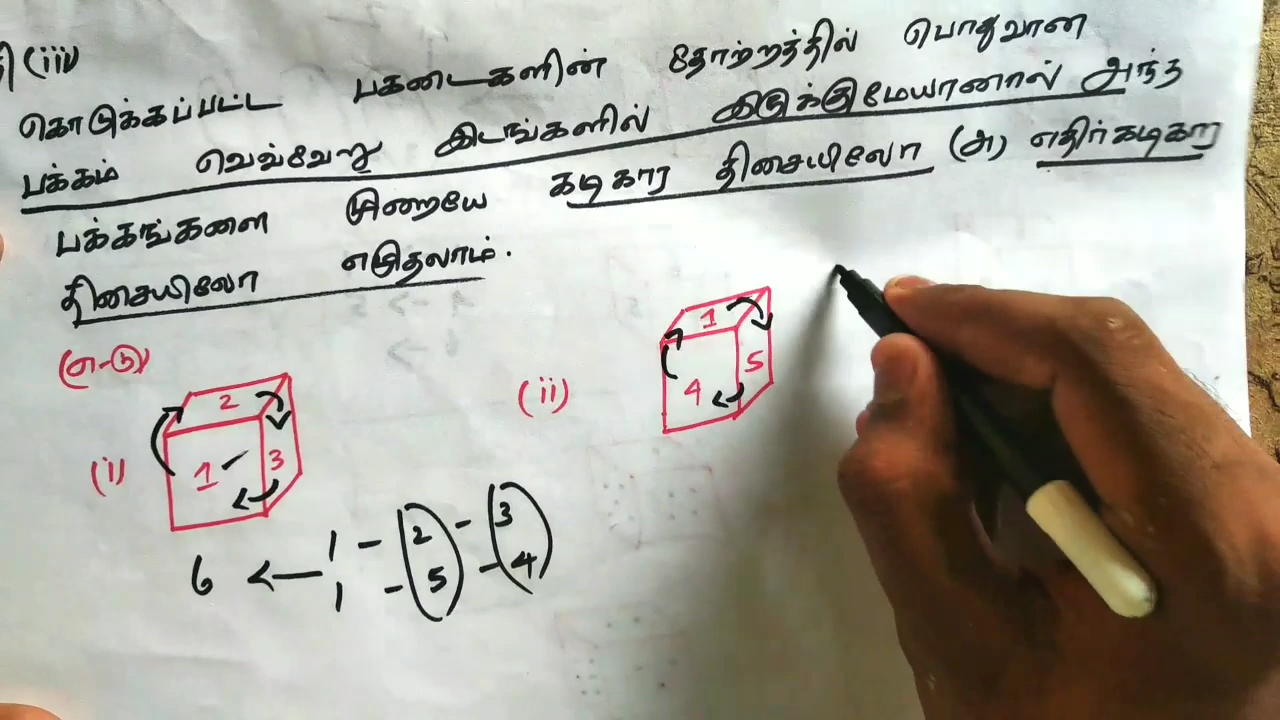 தி (iii)
கொடுக்கப்பட்ட பகடைகளின் தோற்றத்தில் பொதுவான
பக்கம் வெவ்வேறு இடங்களில் இடுக்குமேயானால் அந்த
பக்கங்களை முறையே கடிகார திசையிலோ (அ) எதிர்கடிகார
திசையிலோ எழுதலாம்.
(எ-டு)
(i) 2 1 3
(ii) 1 4 5
6 ← 1 - (2) - (3)
1 - (5) - (4)